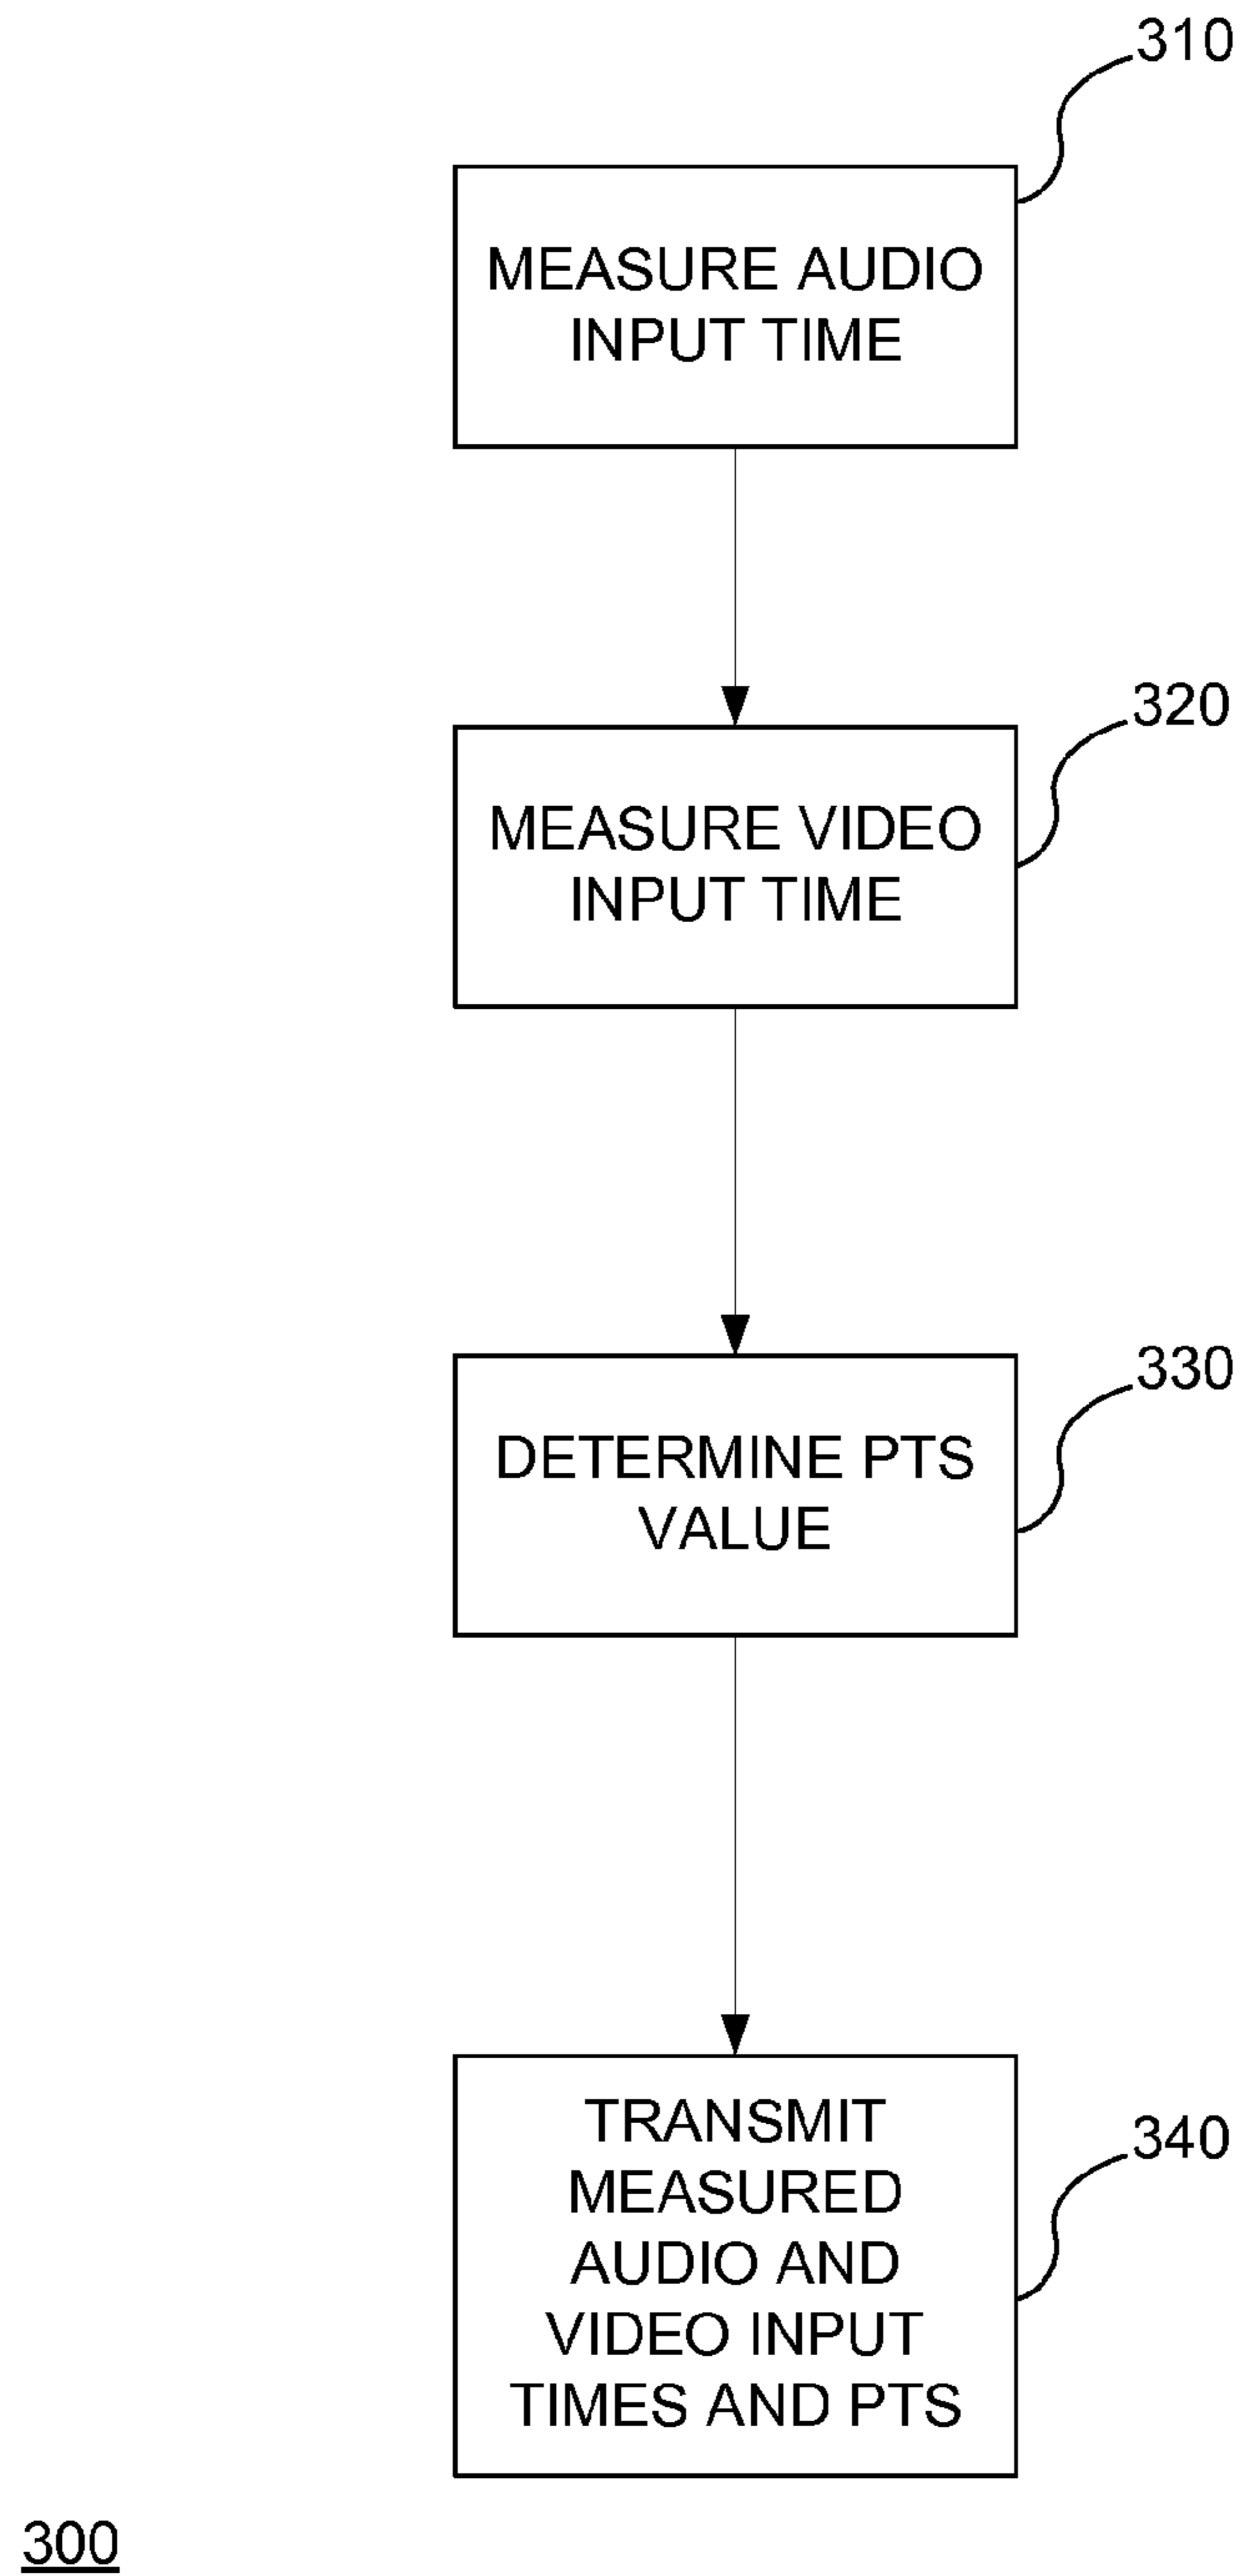 310
MEASURE AUDIO
INPUT TIME
320
MEASURE VIDEO
INPUT TIME
330
DETERMINE PTS
VALUE
340
TRANSMIT
MEASURED
AUDIO AND
VIDEO INPUT
TIMES AND PTS
300